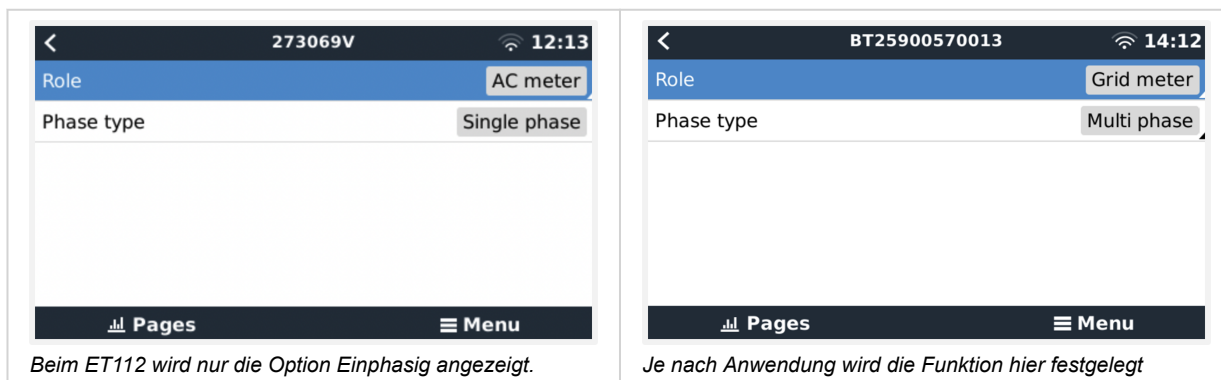 273069V 12:13
Role AC meter
Phase type Single phase
Pages Menu
Beim ET112 wird nur die Option Einphasig angezeigt.
BT25900570013 14:12
Role Grid meter
Phase type Multi phase
Pages Menu
Je nach Anwendung wird die Funktion hier festgelegt